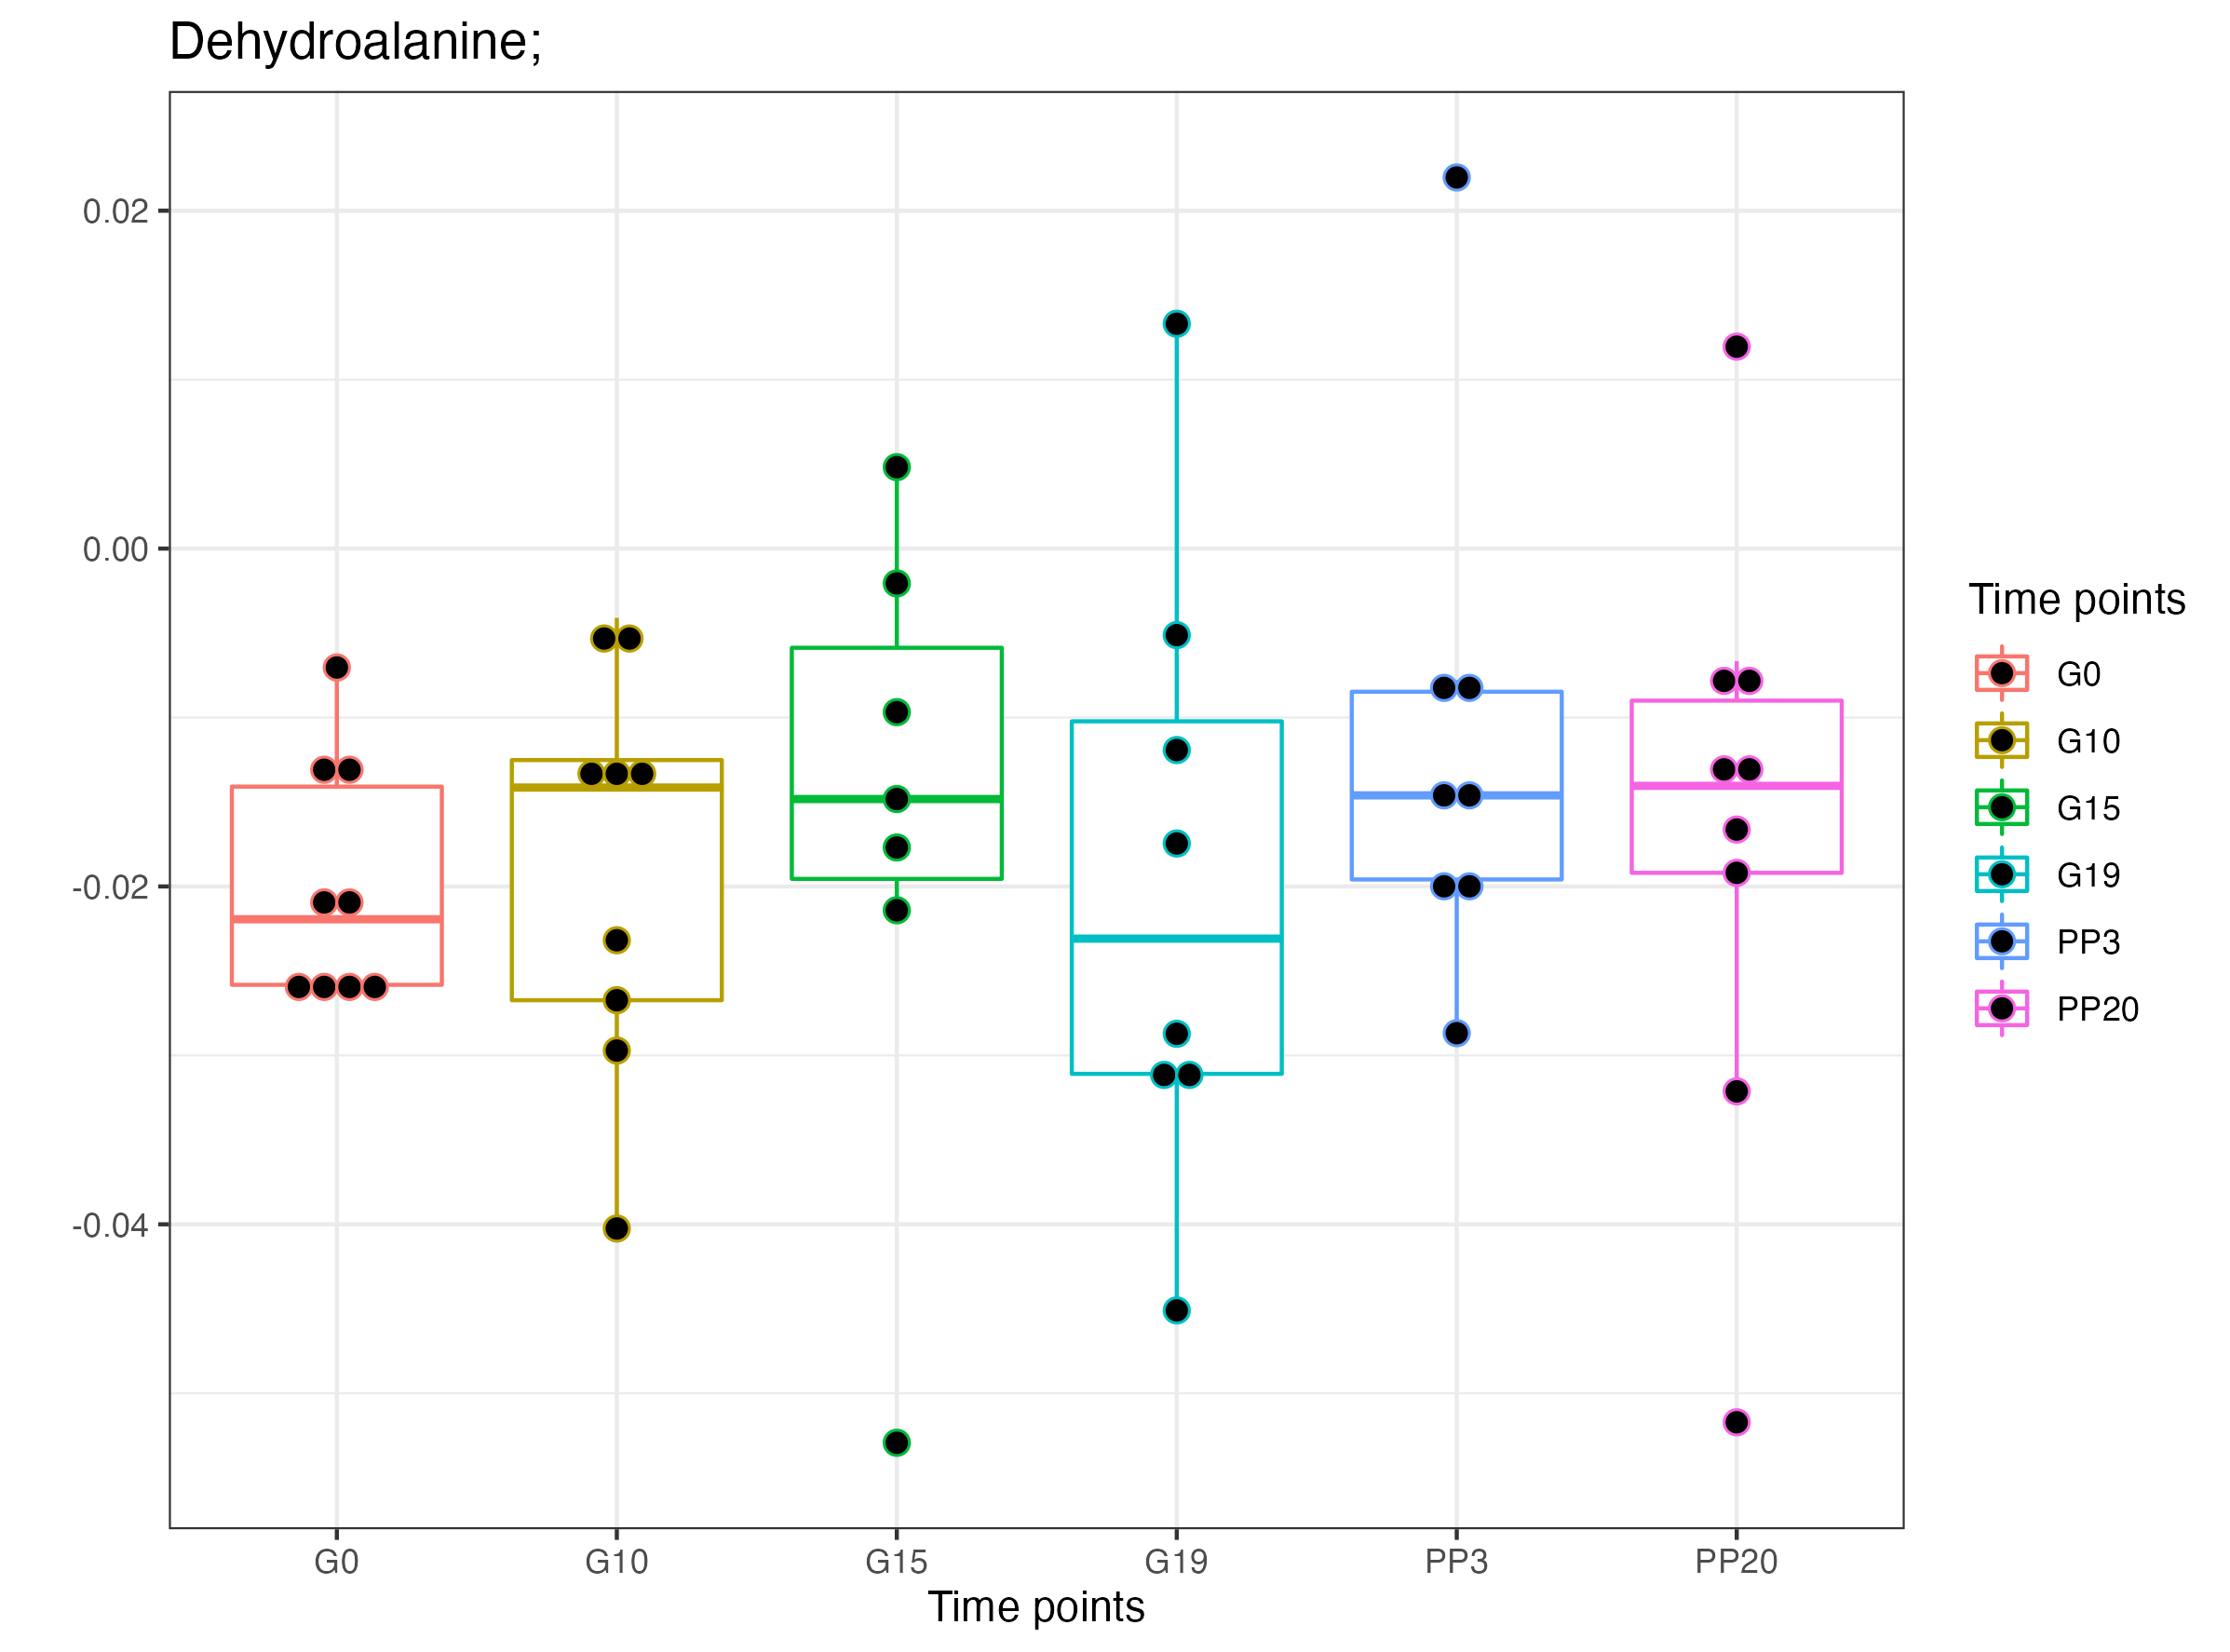 Dehydroalanine;
0.02
0.00
-0.02
-0.04
G0 G10 G15 G19 PP3 PP20
Time points
Time points
G0
G10
G15
G19
PP3
PP20